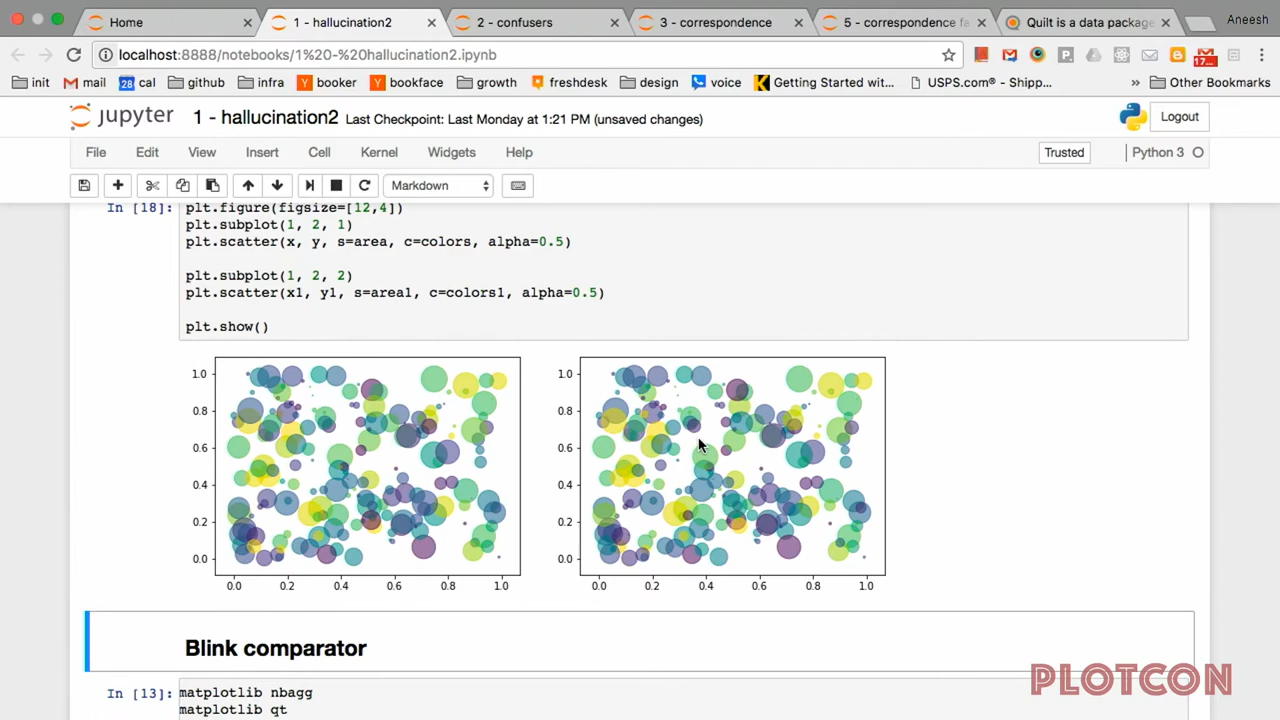 Home
1 - hallucination2
2 - confusers
3 - correspondence
5 - correspondence fa
Quilt is a data package
Aneesh
localhost:8888/notebooks/1%20-%20hallucination2.ipynb
17...
init
mail
28 cal
github
infra
booker
bookface
growth
freshdesk
design
voice
Getting Started wit...
USPS.com® - Shipp...
»
Other Bookmarks
jupyter
1 - hallucination2 Last Checkpoint: Last Monday at 1:21 PM (unsaved changes)
Logout
File Edit View Insert Cell Kernel Widgets Help
Trusted
Python 3
Markdown
In [18]: plt.figure(figsize=[12,4])
plt.subplot(1, 2, 1)
plt.scatter(x, y, s=area, c=colors, alpha=0.5)
plt.subplot(1, 2, 2)
plt.scatter(x1, y1, s=area1, c=colors1, alpha=0.5)
plt.show()
1.0
0.8
0.6
0.4
0.2
0.0
0.0 0.2 0.4 0.6 0.8 1.0
1.0
0.8
0.6
0.4
0.2
0.0
0.0 0.2 0.4 0.6 0.8 1.0
Blink comparator
In [13]: matplotlib nbagg
matplotlib qt
PLOTCON